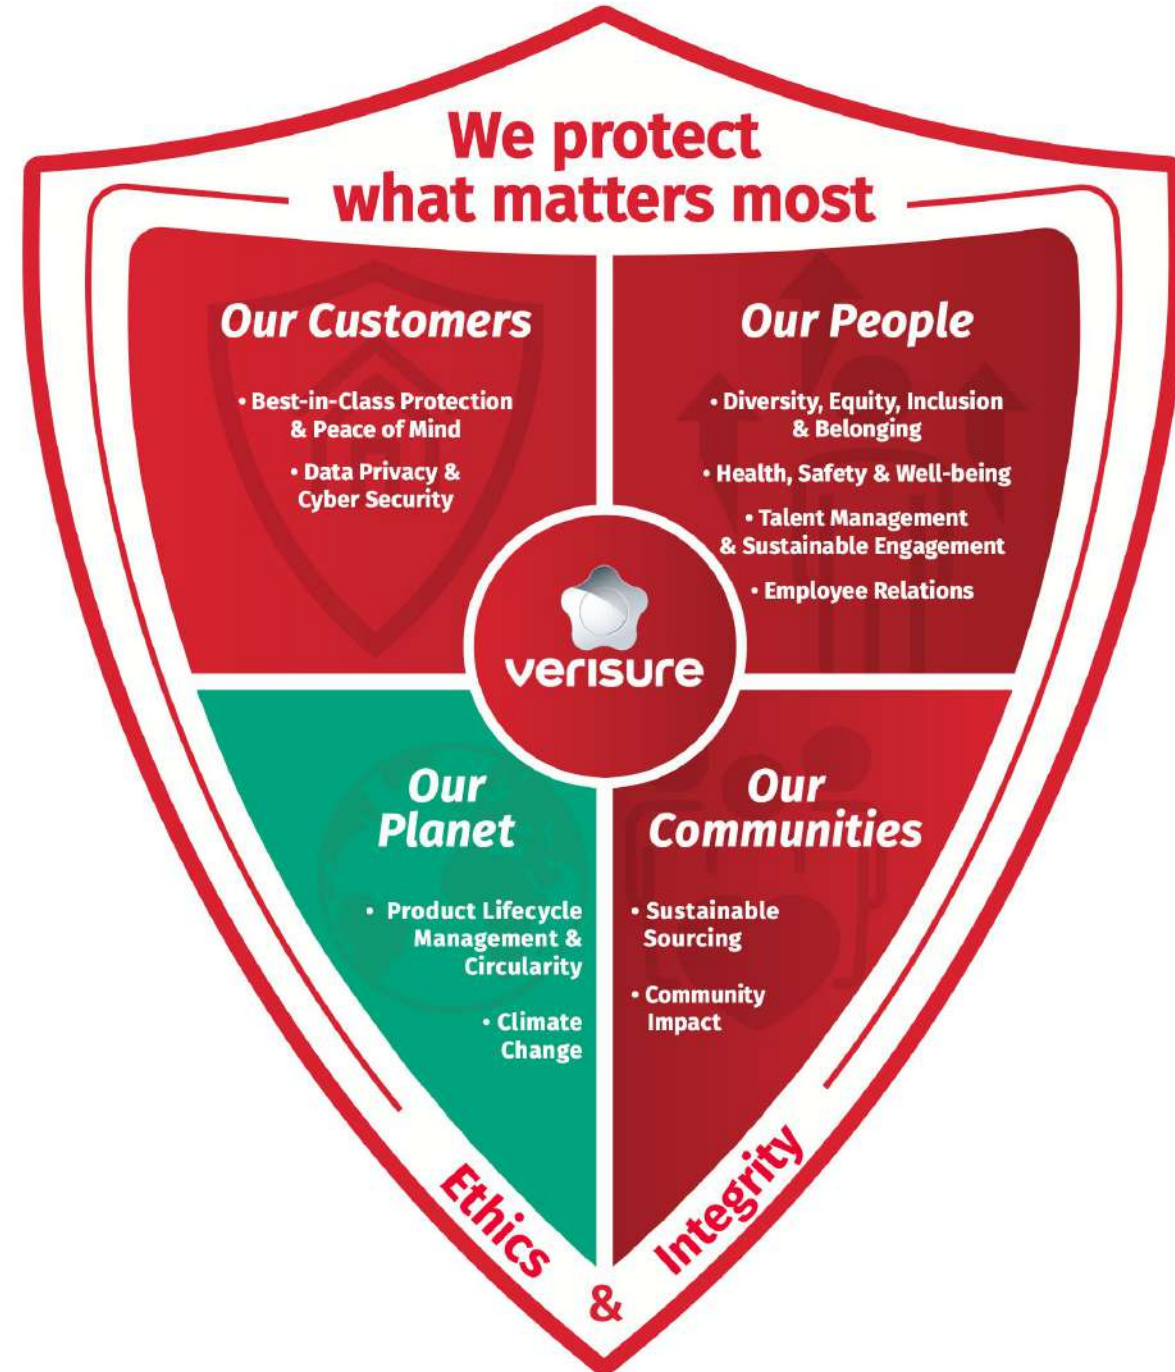 We protect
what matters most
Our Customers
• Best-in-Class Protection
& Peace of Mind
• Data Privacy &
Cyber Security
Our People
• Diversity, Equity, Inclusion
& Belonging
• Health, Safety & Well-being
• Talent Management
& Sustainable Engagement
• Employee Relations
verisure
Our
Planet
• Product Lifecycle
Management &
Circularity
• Climate
Change
Our
Communities
• Sustainable
Sourcing
• Community
Impact
Ethics
&
Integrity